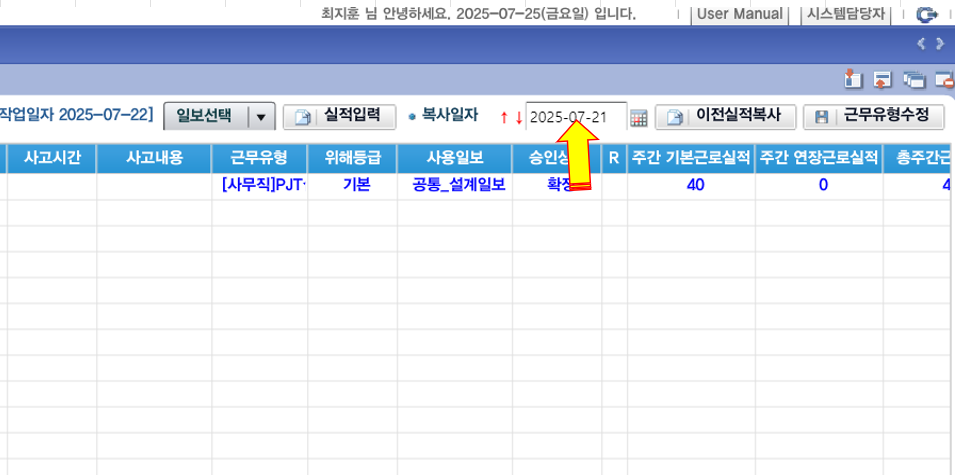 최지훈 님 안녕하세요. 2025-07-25(금요일) 입니다. User Manual 시스템담당자
작업일자 2025-07-22] 일보선택 실적입력 복사일자 2025-07-21 이전실적복사 근무유형수정
사고시간 사고내용 근무유형 위해등급 사용일보 승인상 R 주간 기본근로실적 주간 연장근로실적 총주간근
[사무직]PJT 기본 공통_설계일보 확정 40 0 4